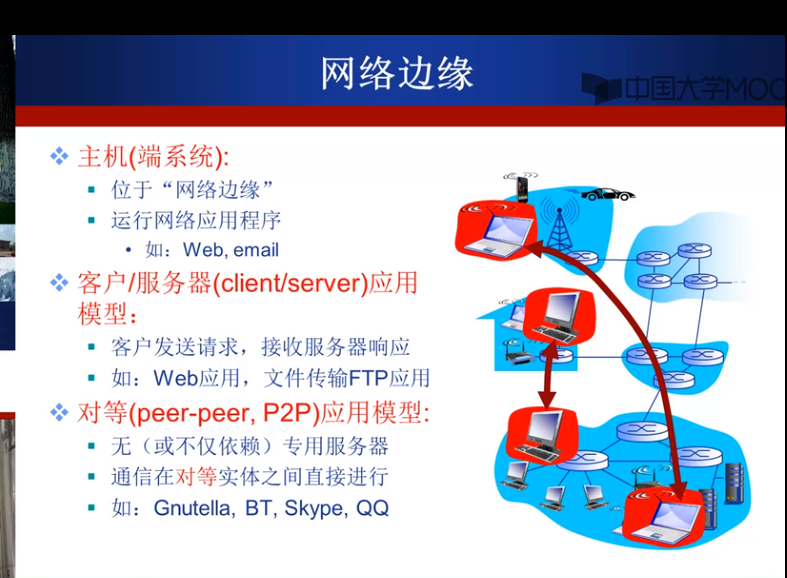 网络边缘
中国大学MOO
主机(端系统):
位于“网络边缘”
运行网络应用程序
如：Web, email
客户/服务器(client/server)应用
模型：
客户发送请求，接收服务器响应
如：Web应用，文件传输FTP应用
对等(peer-peer, P2P)应用模型:
无（或不仅依赖）专用服务器
通信在对等实体之间直接进行
如：Gnutella, BT, Skype, QQ